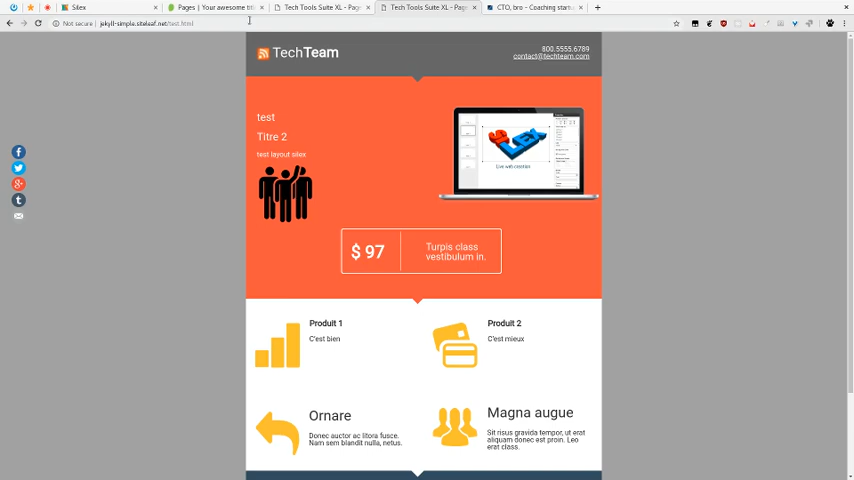 Silex
Pages | Your awesome tit
Tech Tools Suite XL - Page
Tech Tools Suite XL - Page
CTO, bro - Coaching startu
Not secure | jekyll-simple.siteleaf.net/test.html
TechTeam
800.5555.6789
contact@techteam.com
test
Titre 2
test layout silex
SILEX
Live web creation
$ 97
Turpis class
vestibulum in.
Produit 1
C'est bien
Produit 2
C'est mieux
Ornare
Donec auctor ac litora fusce.
Nam sem blandit nulla, netus.
Magna augue
Sit risus gravida tempor, ut erat
aliquam donec est proin. Leo
erat class.